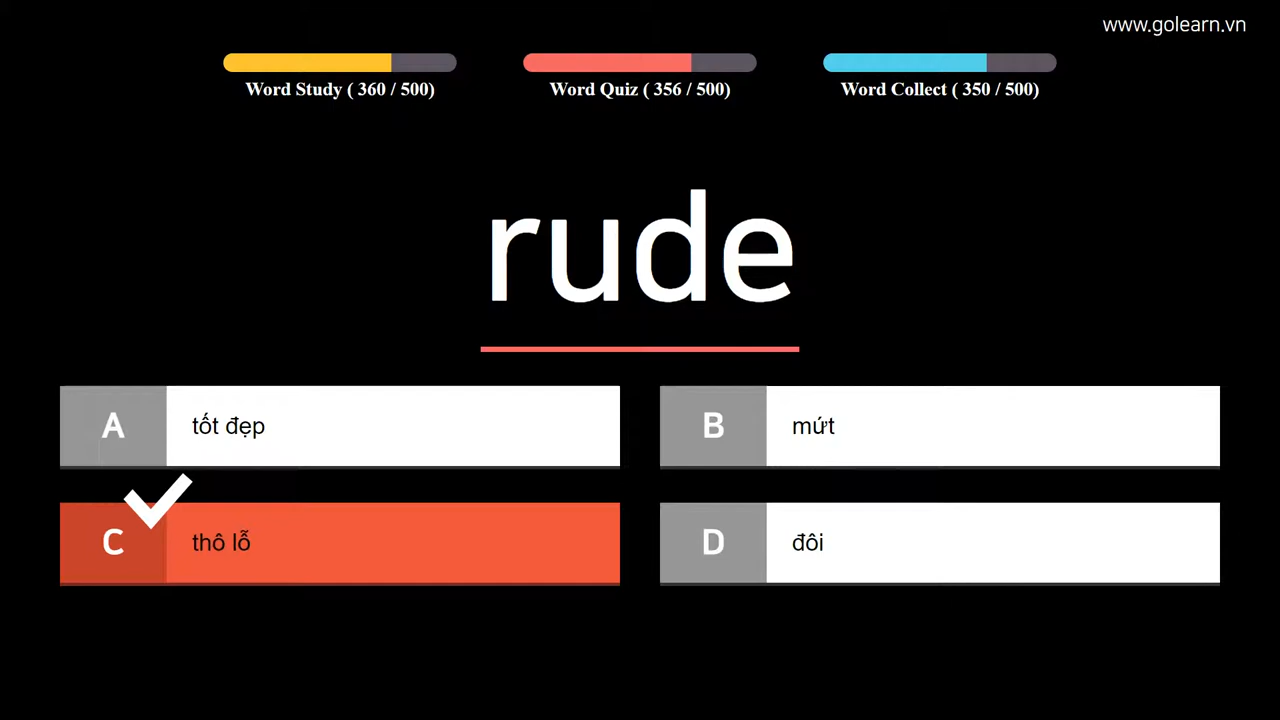 www.golearn.vn
Word Study ( 360 / 500)
Word Quiz ( 356 / 500)
Word Collect ( 350 / 500)
rude
A tốt đẹp
B mứt
C thô lỗ
D đôi